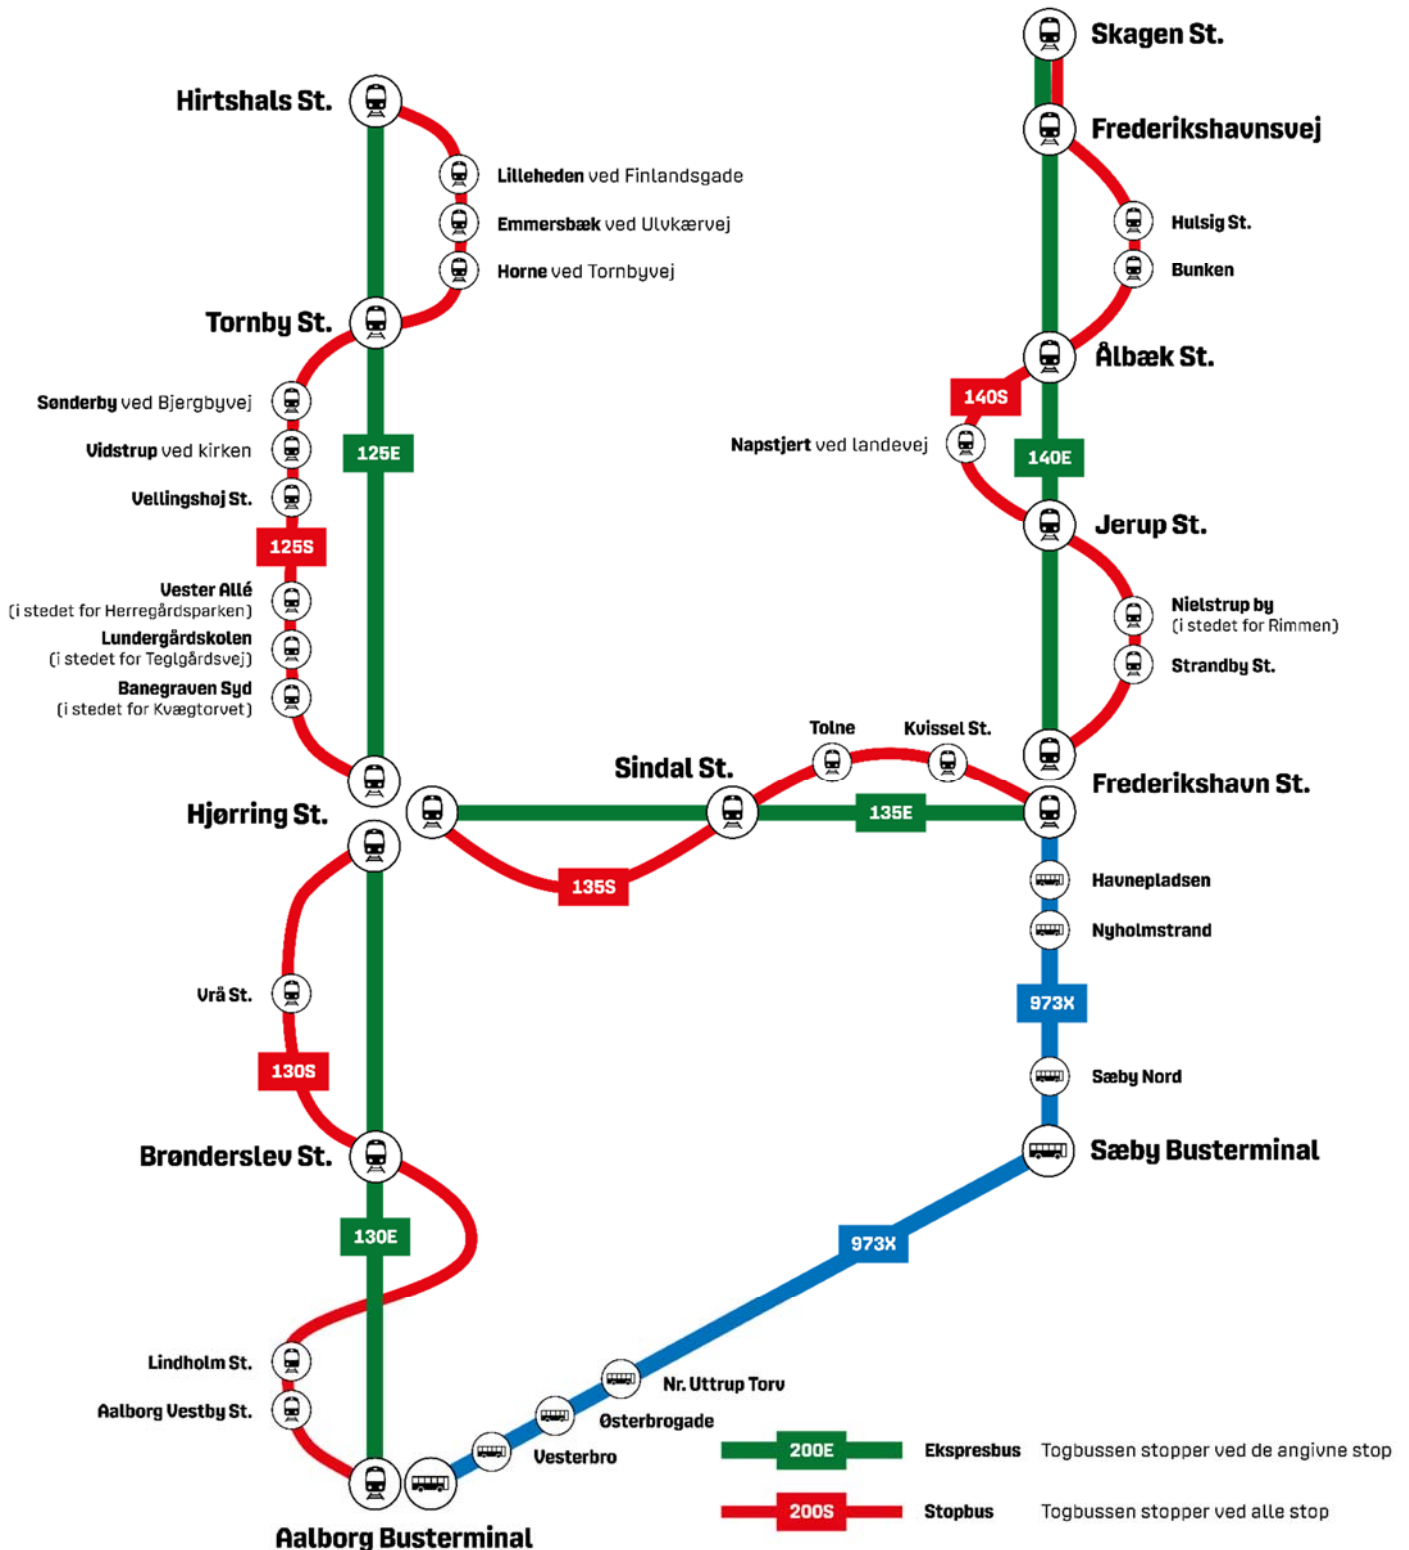 Skagen St.
Hirtshals St.
Frederikshavnsvej
Lilleheden ved Finlandsgade
Emmersbæk ved Ulvkærvej
Horne ved Tornbyvej
Hulsig St.
Bunken
Tornby St.
Ålbæk St.
140S
Sønderby ved Bjergbyvej
Napstjert ved landevej
Vidstrup ved kirken
125E
140E
Vellingshøj St.
Jerup St.
125S
Vester Allé
(i stedet for Herregårdsparken)
Lundergårdskolen
(i stedet for Teglgårdsvej)
Banegraven Syd
(i stedet for Kvægtorvet)
Nielstrup by
(i stedet for Rimmen)
Strandby St.
Tolne
Kvissel St.
Sindal St.
Frederikshavn St.
Hjørring St.
135E
135S
Havnepladsen
Nyholmstrand
Vrå St.
973X
130S
Sæby Nord
Brønderslev St.
Sæby Busterminal
130E
973X
Lindholm St.
Nr. Uttrup Torv
Aalborg Vestby St.
Østerbrogade
Vesterbro
200E Ekspresbus Togbussen stopper ved de angivne stop
200S Stopbus Togbussen stopper ved alle stop
Aalborg Busterminal